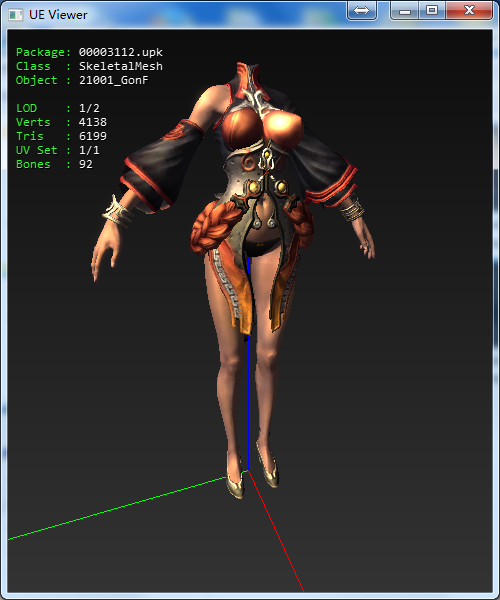 UE Viewer
Package: 00003112.upk
Class  : SkeletalMesh
Object : 21001_GonF
LOD    : 1/2
Verts  : 4138
Tris   : 6199
UV Set : 1/1
Bones  : 92